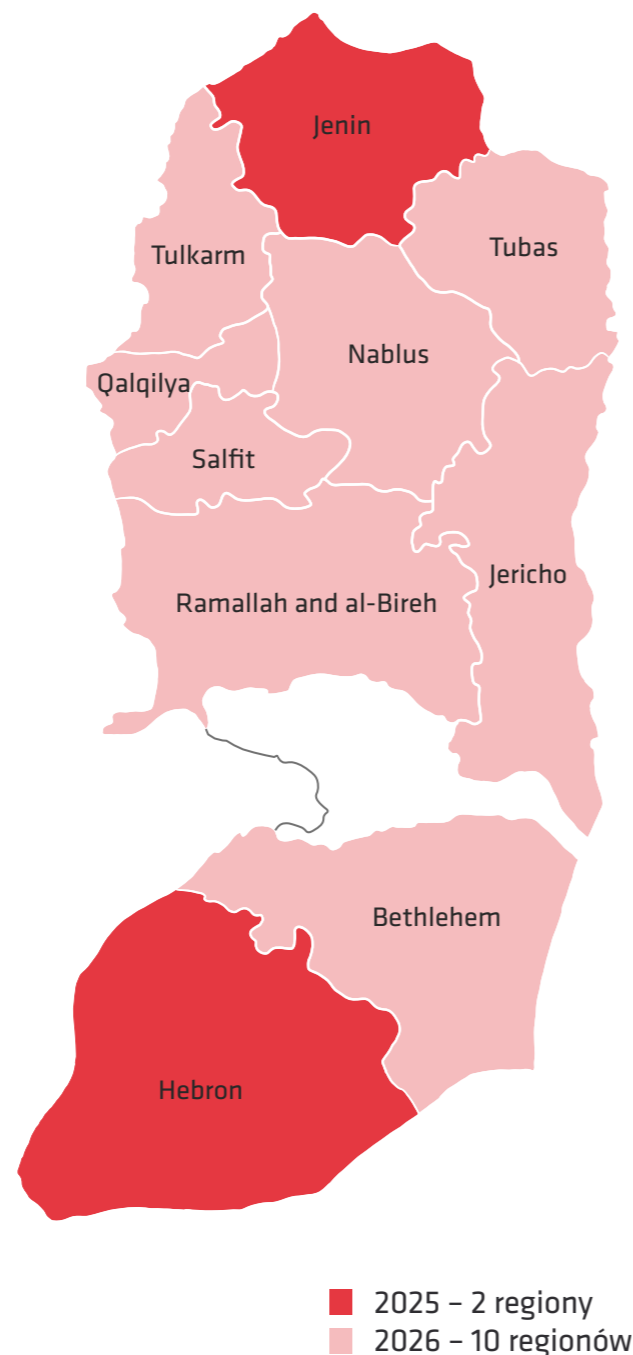 Jenin
Tulkarm
Tubas
Nablus
Qalqilya
Salfit
Jericho
Ramallah and al-Bireh
Bethlehem
Hebron
2025 – 2 regiony
2026 – 10 regionów